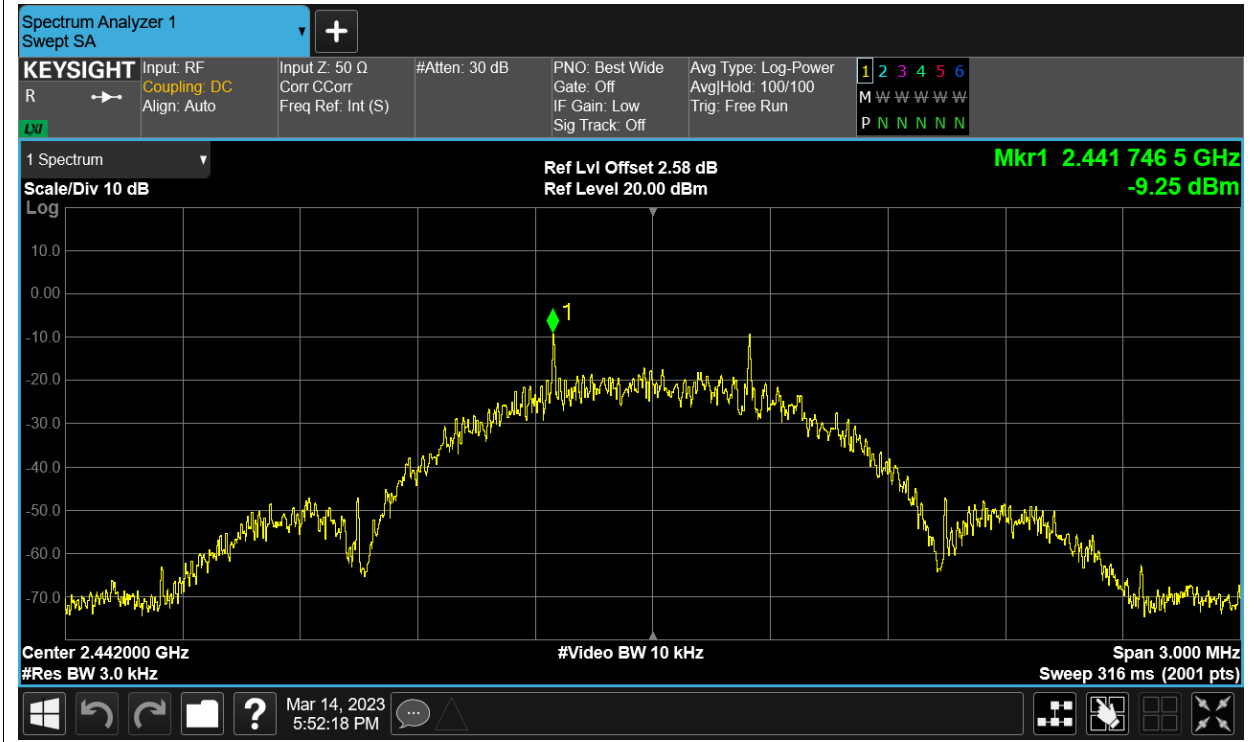 Spectrum Analyzer 1
Swept SA
KEYSIGHT
R
LXI
Input: RF
Coupling: DC
Align: Auto
Input Z: 50 Ω
Corr CCorr
Freq Ref: Int (S)
#Atten: 30 dB
PNO: Best Wide
Gate: Off
IF Gain: Low
Sig Track: Off
Avg Type: Log-Power
Avg|Hold: 100/100
Trig: Free Run
1 2 3 4 5 6
M W W W W W
P N N N N N
1 Spectrum
Scale/Div 10 dB
Log
Ref Lvl Offset 2.58 dB
Ref Level 20.00 dBm
Mkr1 2.441 746 5 GHz
-9.25 dBm
10.0
0.00
1
-10.0
-20.0
-30.0
-40.0
-50.0
-60.0
-70.0
Center 2.442000 GHz
#Video BW 10 kHz
Span 3.000 MHz
#Res BW 3.0 kHz
Sweep 316 ms (2001 pts)
?
Mar 14, 2023
5:52:18 PM